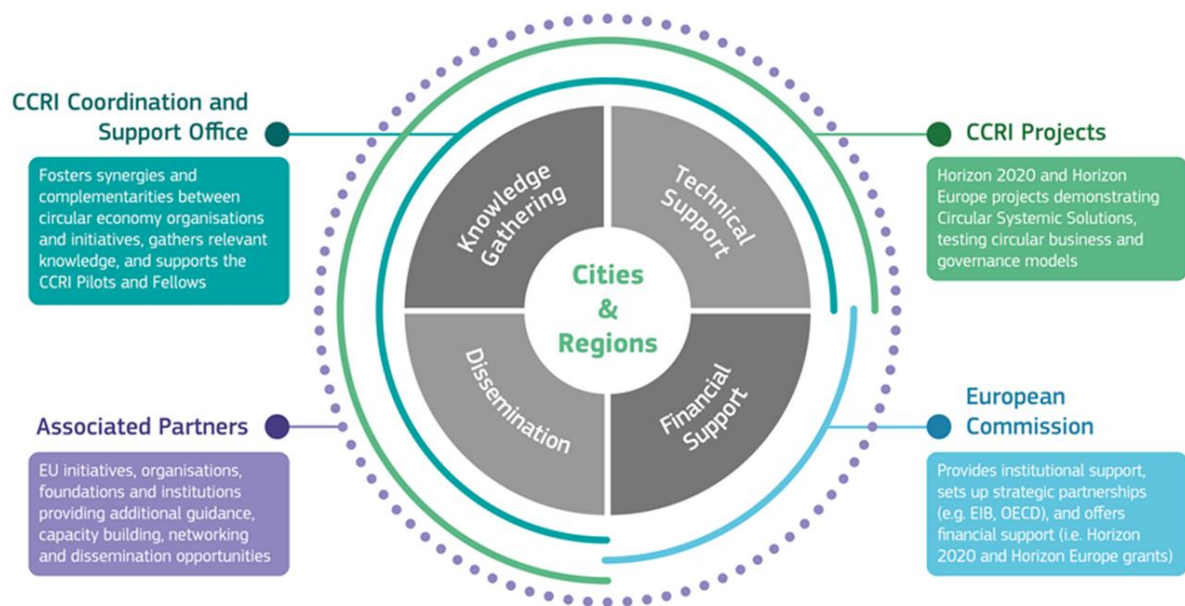 CCRI Coordination and
Support Office
Fosters synergies and
complementarities between
circular economy organisations
and initiatives, gathers relevant
knowledge, and supports the
CCRI Pilots and Fellows
Knowledge
Gathering
Technical
Support
Cities
&
Regions
Dissemination
Financial
Support
CCRI Projects
Horizon 2020 and Horizon
Europe projects demonstrating
Circular Systemic Solutions,
testing circular business and
governance models
Associated Partners
EU initiatives, organisations,
foundations and institutions
providing additional guidance,
capacity building, networking
and dissemination opportunities
European
Commission
Provides institutional support,
sets up strategic partnerships
(e.g. EIB, OECD), and offers
financial support (i.e. Horizon
2020 and Horizon Europe grants)